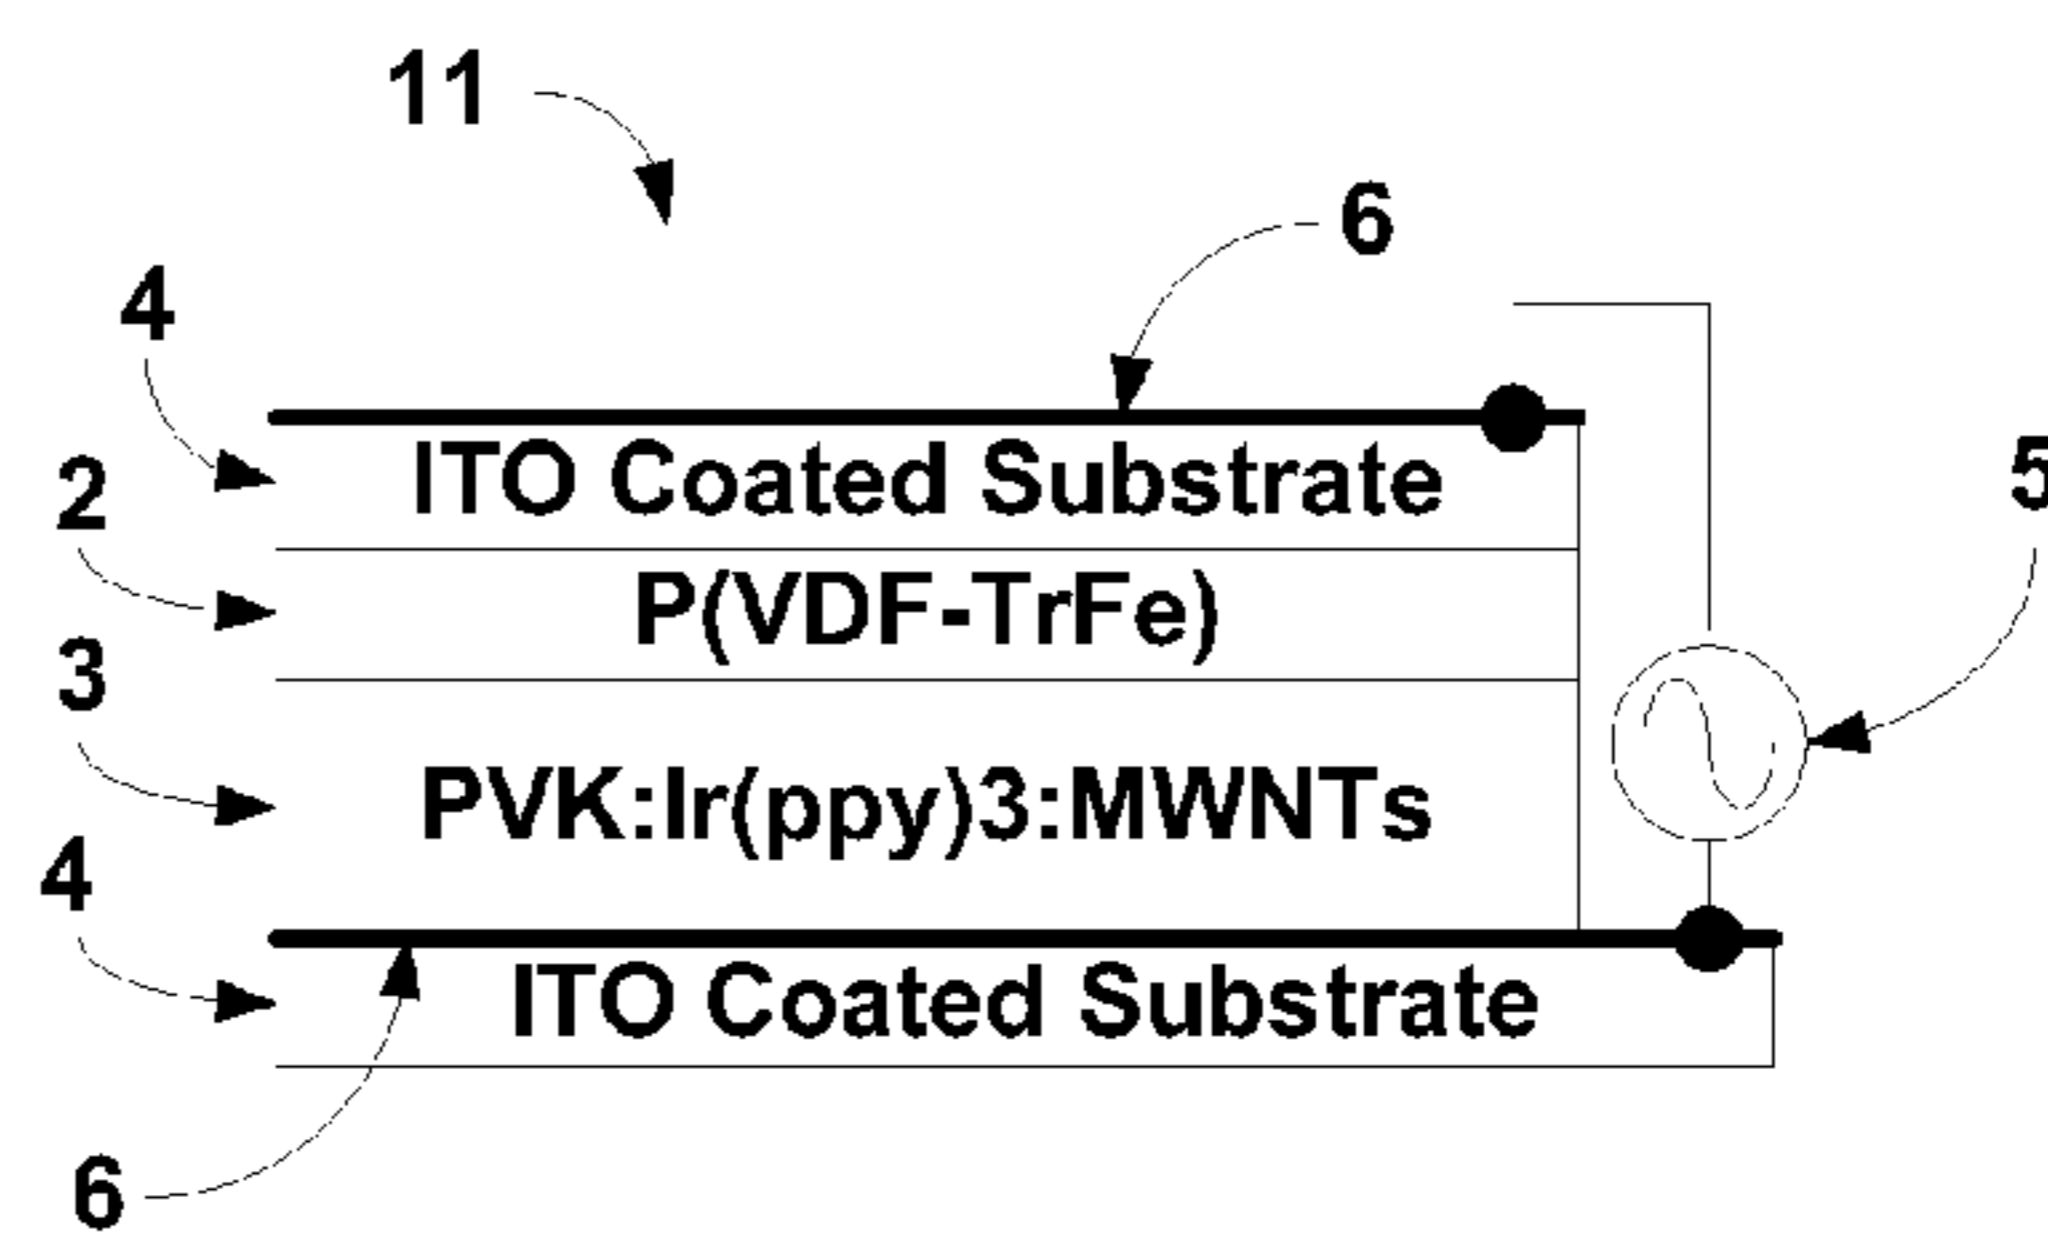 11
6
4
ITO Coated Substrate
5
2
P(VDF-TrFe)
3
PVK:Ir(ppy)3:MWNTs
4
ITO Coated Substrate
6